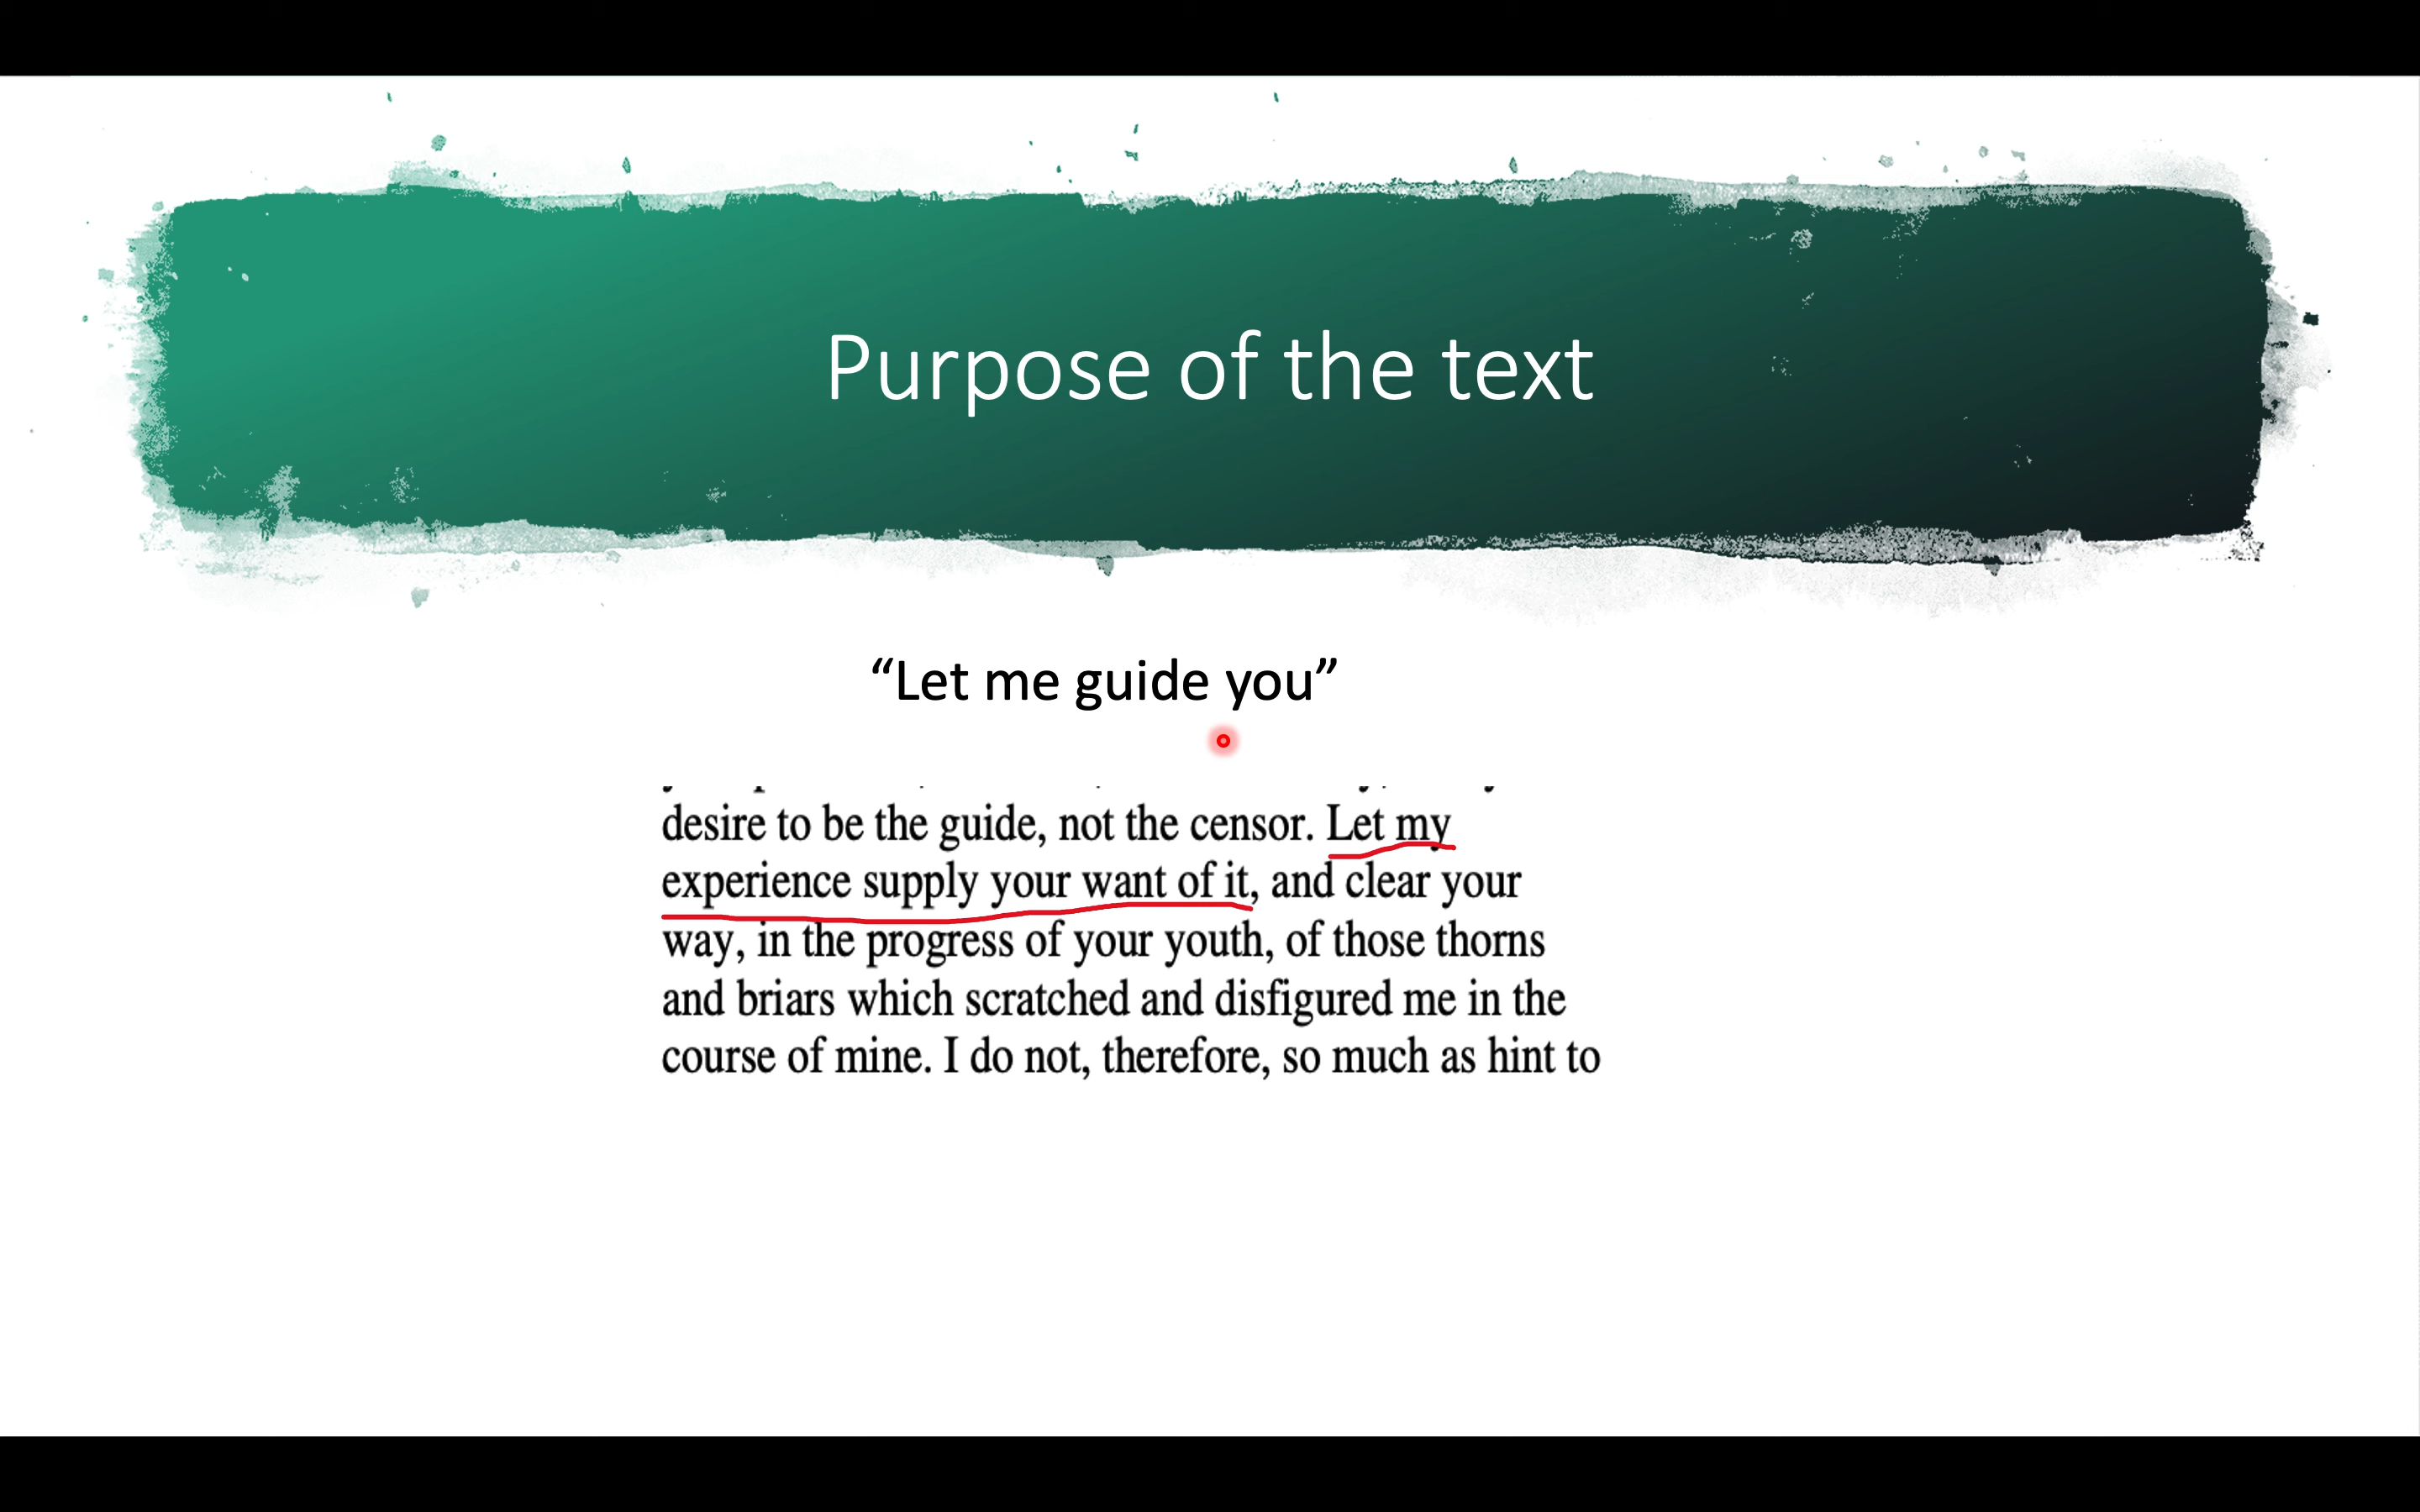 Purpose of the text
“Let me guide you”
desire to be the guide, not the censor. Let my
experience supply your want of it, and clear your
way, in the progress of your youth, of those thorns
and briars which scratched and disfigured me in the
course of mine. I do not, therefore, so much as hint to